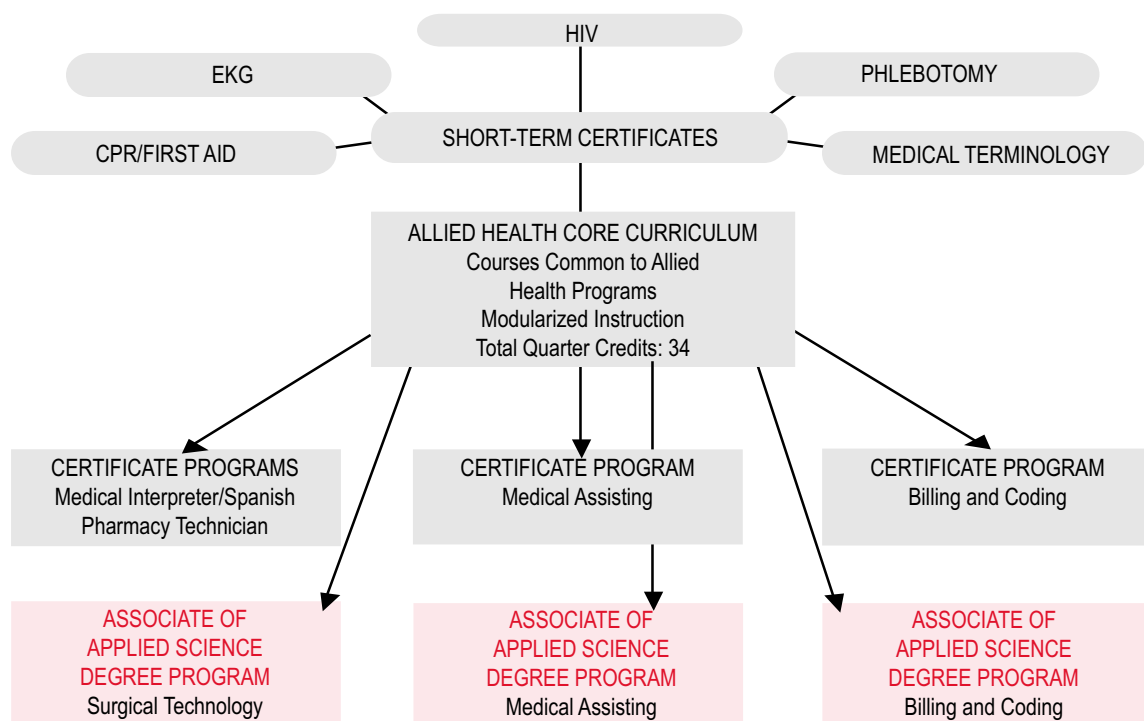 HIV
EKG
PHLEBOTOMY
SHORT-TERM CERTIFICATES
CPR/FIRST AID
MEDICAL TERMINOLOGY
ALLIED HEALTH CORE CURRICULUM
Courses Common to Allied
Health Programs
Modularized Instruction
Total Quarter Credits: 34
CERTIFICATE PROGRAMS
Medical Interpreter/Spanish
Pharmacy Technician
CERTIFICATE PROGRAM
Medical Assisting
CERTIFICATE PROGRAM
Billing and Coding
ASSOCIATE OF
APPLIED SCIENCE
DEGREE PROGRAM
Surgical Technology
ASSOCIATE OF
APPLIED SCIENCE
DEGREE PROGRAM
Medical Assisting
ASSOCIATE OF
APPLIED SCIENCE
DEGREE PROGRAM
Billing and Coding